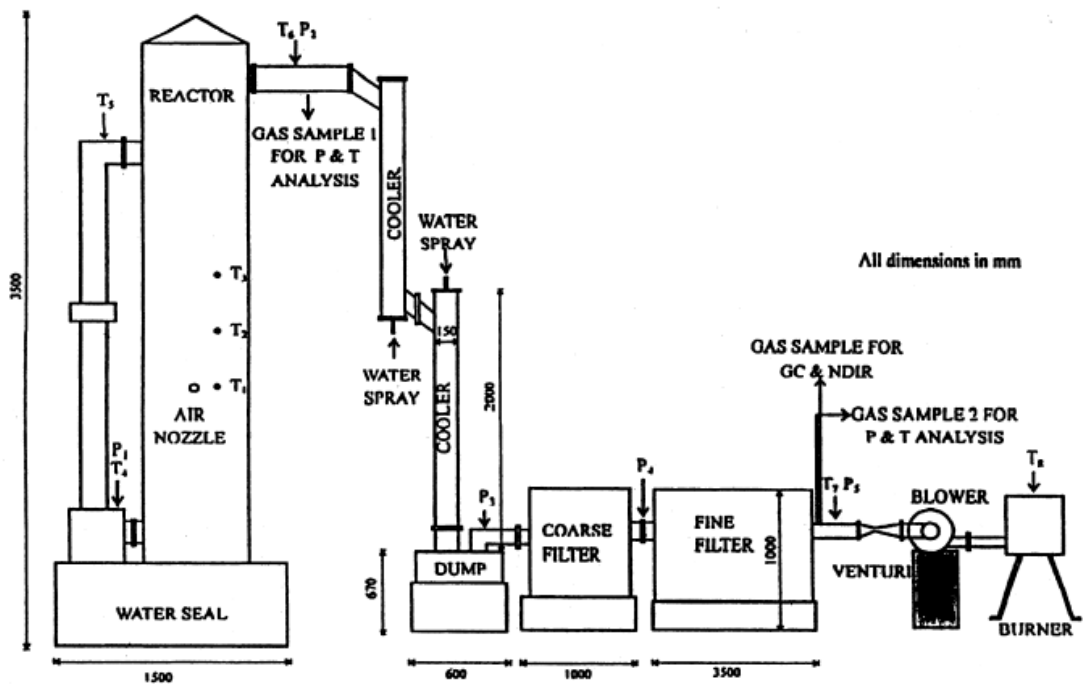 T₆ P₂
REACTOR
T₅
GAS SAMPLE 1
FOR P & T
ANALYSIS
COOLER
WATER
SPRAY
All dimensions in mm
3500
T₃
T₂
T₁
150
WATER
SPRAY
2000
COOLER
GAS SAMPLE FOR
GC & NDIR
AIR
NOZZLE
GAS SAMPLE 2 FOR
P & T ANALYSIS
P₁
T₄
P₃
P₄
T₇ P₅
BLOWER
T₈
COARSE
FILTER
FINE
FILTER
1000
670
DUMP
VENTURI
WATER SEAL
BURNER
1500
600
1000
3500